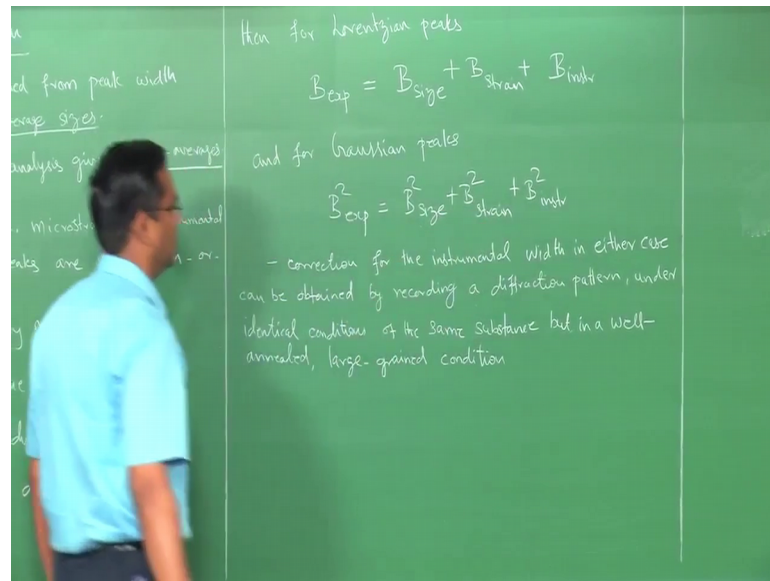 ed from peak width
erage sizes.
analysis giv averages
microstr umental
eaks are n - or -
then for Lorentzian peaks
B_exp = B_size + B_strain + B_instr
and for Gaussian peaks
B²_exp = B²_size + B²_strain + B²_instr
- correction for the instrumental width in either case
can be obtained by recording a diffraction pattern, under
identical conditions of the same substance but in a well-
annealed, large-grained condition